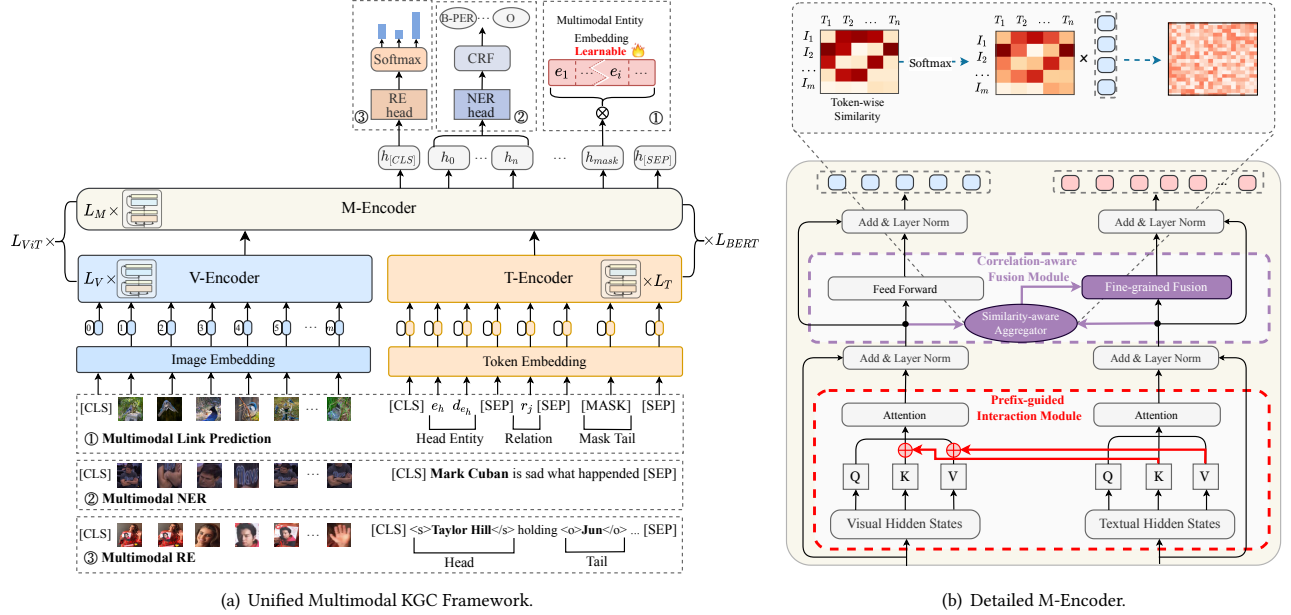 B-PER ... O
Multimodal Entity
Embedding
Learnable
Softmax
CRF
e1 ... ei ...
RE
head
NER
head
③
②
①
h[CLS]
h0 ... hn
...
hmask
h[SEP]
LM×
M-Encoder
LViT×
×LBERT
LV×
V-Encoder
T-Encoder
×LT
0 1 2 3 4 5 ... m
Image Embedding
Token Embedding
[CLS] ...
[CLS] eh deh [SEP] rj [SEP] [MASK] [SEP]
Head Entity Relation Mask Tail
① Multimodal Link Prediction
[CLS] ...
[CLS] Mark Cuban is sad what happended [SEP]
② Multimodal NER
[CLS] ...
[CLS] <s>Taylor Hill</s> holding <o>Jun</o> ... [SEP]
Head Tail
③ Multimodal RE
(a) Unified Multimodal KGC Framework.
T1 T2 ... Tn
I1
I2
...
Im
Token-wise
Similarity
Softmax
T1 T2 ... Tn
I1
I2
...
Im
×
...
Add & Layer Norm
Add & Layer Norm
Correlation-aware
Fusion Module
Feed Forward
Fine-grained Fusion
Similarity-aware
Aggregator
Add & Layer Norm
Add & Layer Norm
Prefix-guided
Interaction Module
Attention
Attention
Q K V
Q K V
Visual Hidden States
Textual Hidden States
(b) Detailed M-Encoder.